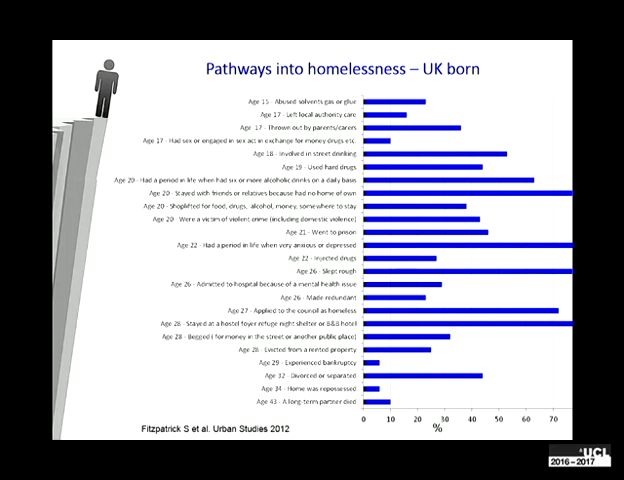 Pathways into homelessness – UK born
Age 15 - Abused solvents gas or glue
Age 17 - Left local authority care
Age 17 - Thrown out by parents/carers
Age 17 - Had sex or engaged in sex act in exchange for money drugs etc.
Age 18 - Involved in street drinking
Age 19 - Used hard drugs
Age 20 - Had a period in life when had six or more alcoholic drinks on a daily basis
Age 20 - Stayed with friends or relatives because had no home of own
Age 20 - Shoplifted for food, drugs, alcohol, money, somewhere to stay
Age 20 - Were a victim of violent crime (including domestic violence)
Age 21 - Went to prison
Age 22 - Had a period in life when very anxious or depressed
Age 22 - Injected drugs
Age 26 - Slept rough
Age 26 - Admitted to hospital because of a mental health issue
Age 26 - Made redundant
Age 27 - Applied to the council as homeless
Age 28 - Stayed at a hostel foyer refuge night shelter or B&B hotel
Age 28 - Begged ( for money in the street or another public place)
Age 28 - Evicted from a rented property
Age 29 - Experienced bankruptcy
Age 32 - Divorced or separated
Age 34 - Home was repossessed
Age 43 - A long-term partner died
0 10 20 30 40 50 60 70
%
Fitzpatrick S et al. Urban Studies 2012
UCL
2016–2017